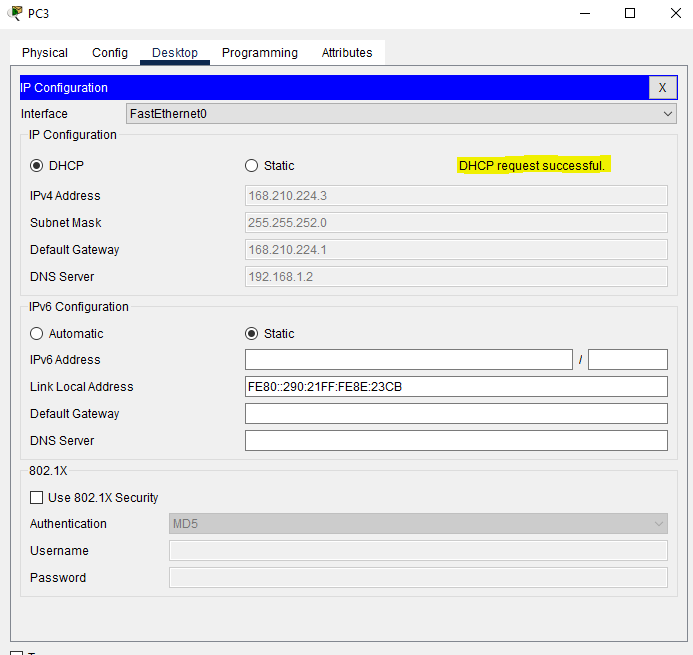 PC3
Physical Config Desktop Programming Attributes
IP Configuration X
Interface FastEthernet0
IP Configuration
DHCP Static DHCP request successful.
IPv4 Address 168.210.224.3
Subnet Mask 255.255.252.0
Default Gateway 168.210.224.1
DNS Server 192.168.1.2
IPv6 Configuration
Automatic Static
IPv6 Address /
Link Local Address FE80::290:21FF:FE8E:23CB
Default Gateway
DNS Server
802.1X
Use 802.1X Security
Authentication MD5
Username
Password